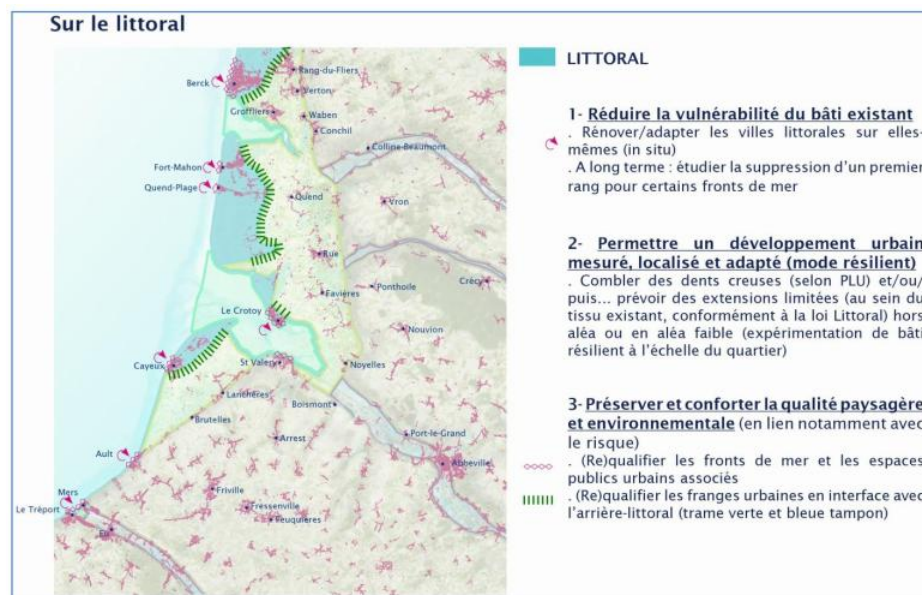 Sur le littoral
LITTORAL
1- Réduire la vulnérabilité du bâti existant
. Rénover/adapter les villes littorales sur elles-
mêmes (in situ)
. A long terme : étudier la suppression d'un premier
rang pour certains fronts de mer
2- Permettre un développement urbain
mesuré, localisé et adapté (mode résilient)
. Combler des dents creuses (selon PLU) et/ou/
puis... prévoir des extensions limitées (au sein du
tissu existant, conformément à la loi Littoral) hors
aléa ou en aléa faible (expérimentation de bâti
résilient à l'échelle du quartier)
3- Préserver et conforter la qualité paysagère
et environnementale (en lien notamment avec
le risque)
. (Re)qualifier les fronts de mer et les espaces
publics urbains associés
. (Re)qualifier les franges urbaines en interface avec
l'arrière-littoral (trame verte et bleue tampon)
Rang-du-Fliers
Berck
Verton
Groffliers
Waben
Conchil
Colline-Beaumont
Fort-Mahon
Quend-Plage
Quend
Vron
Rue
Crécy
Ponthoile
Favières
Le Crotoy
Nouvion
Cayeux
St Valery
Noyelles
Lanchères
Boismont
Brutelles
Arrest
Port-le-Grand
Ault
Abbeville
Mers
Friville
Le Tréport
Fressenville
Feuquières
Eu